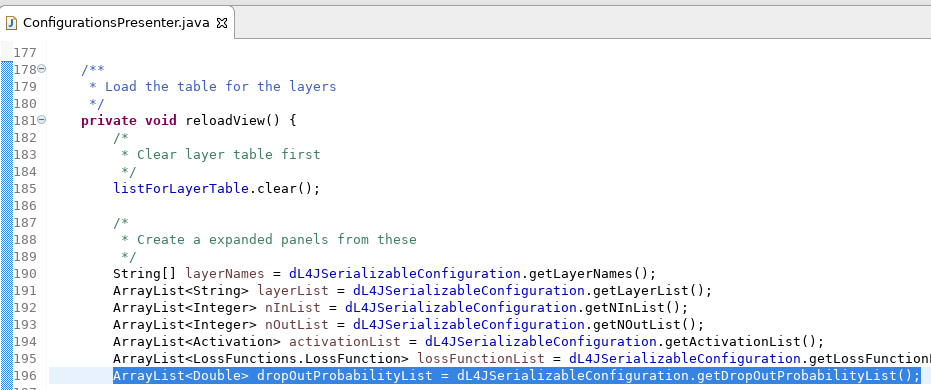 ConfigurationsPresenter.java
177
178 /**
179 * Load the table for the layers
180 */
181 private void reloadView() {
182 /*
183 * Clear layer table first
184 */
185 listForLayerTable.clear();
186
187 /*
188 * Create a expanded panels from these
189 */
190 String[] layerNames = dL4JSerializableConfiguration.getLayerNames();
191 ArrayList<String> layerList = dL4JSerializableConfiguration.getLayerList();
192 ArrayList<Integer> nInList = dL4JSerializableConfiguration.getNInList();
193 ArrayList<Integer> nOutList = dL4JSerializableConfiguration.getNOutList();
194 ArrayList<Activation> activationList = dL4JSerializableConfiguration.getActivationList();
195 ArrayList<LossFunctions.LossFunction> lossFunctionList = dL4JSerializableConfiguration.getLossFunction
196 ArrayList<Double> dropOutProbabilityList = dL4JSerializableConfiguration.getDropOutProbabilityList();